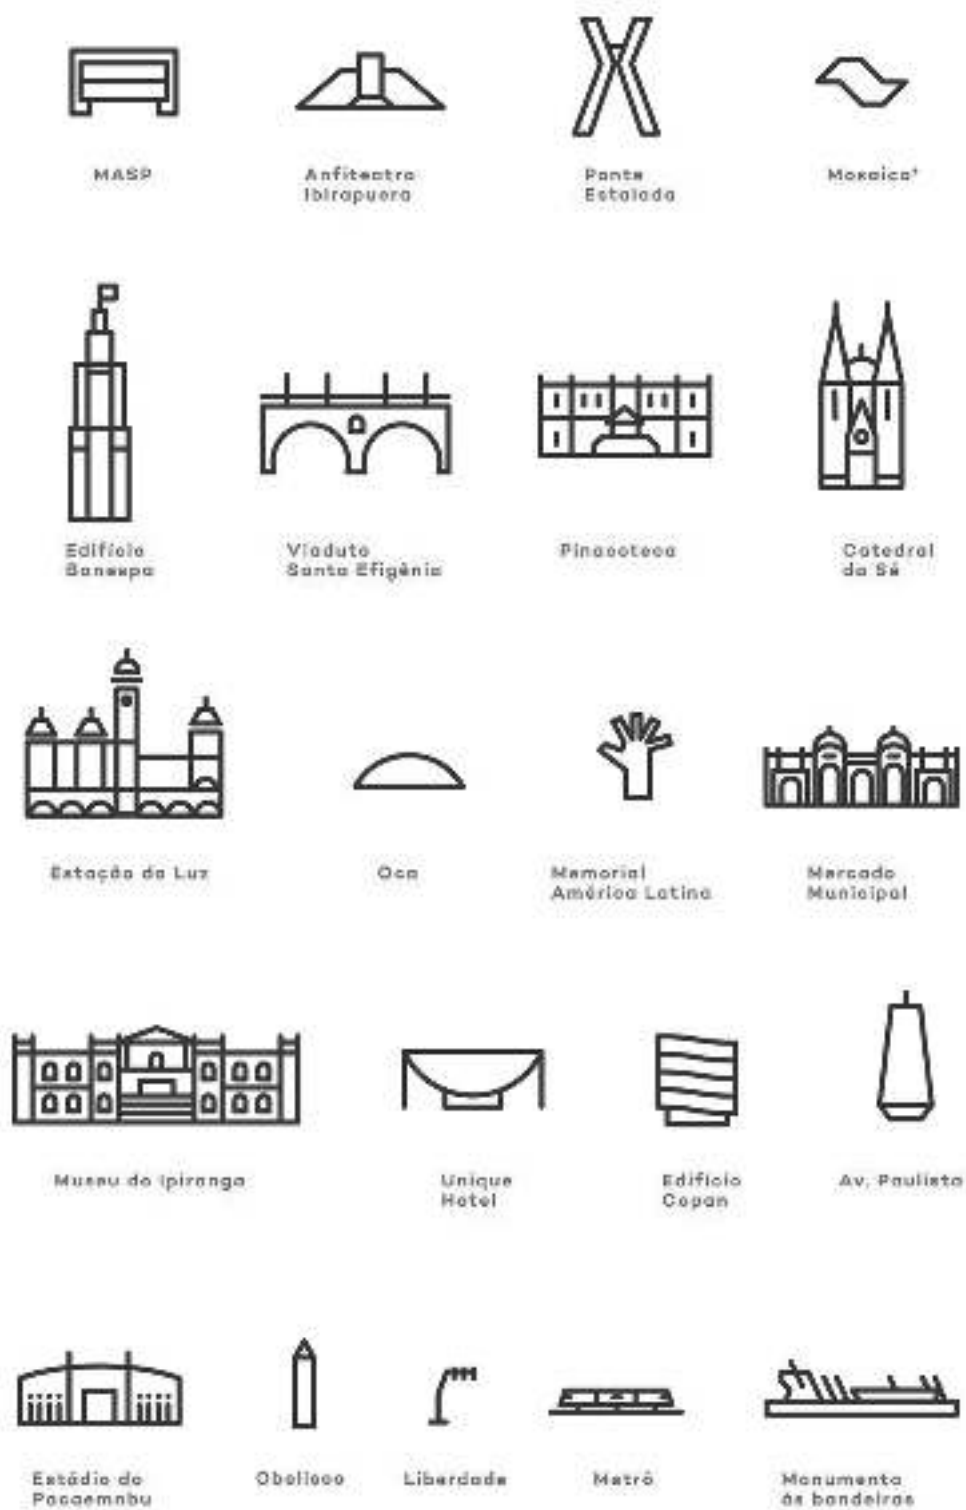 MASP
Anfiteatro
Ibirapuera
Ponte
Estaiada
Mosaico*
Edifício
Banespa
Viaduto
Santa Efigênia
Pinacoteca
Catedral
da Sé
Estação da Luz
Oca
Memorial
América Latina
Mercado
Municipal
Museu do Ipiranga
Unique
Hotel
Edifício
Copan
Av. Paulista
Estádio do
Pacaemnbu
Obelisco
Liberdade
Metrô
Monumento
às bandeiras